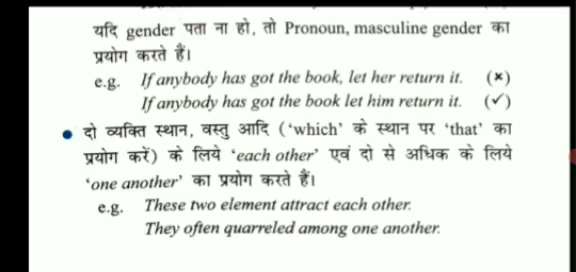 यदि gender पता ना हो, तो Pronoun, masculine gender का
प्रयोग करते हैं।
e.g. If anybody has got the book, let her return it. (×)
If anybody has got the book let him return it. (✓)
• दो व्यक्ति स्थान, वस्तु आदि ('which' के स्थान पर 'that' का
प्रयोग करें) के लिये 'each other' एवं दो से अधिक के लिये
'one another' का प्रयोग करते हैं।
e.g. These two element attract each other.
They often quarreled among one another.